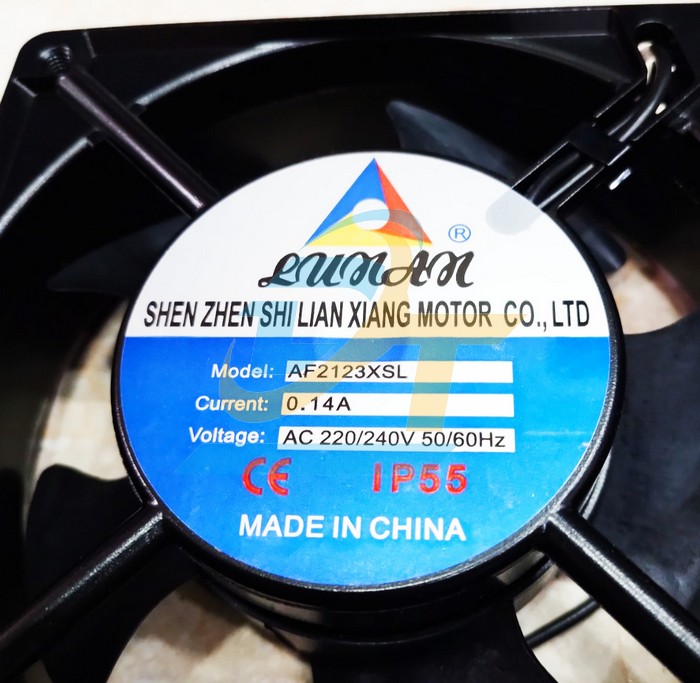 ®
LUNAN
SHEN ZHEN SHI LIAN XIANG MOTOR CO., LTD
Model: AF2123XSL
Current: 0.14A
Voltage: AC 220/240V 50/60Hz
CE IP55
MADE IN CHINA